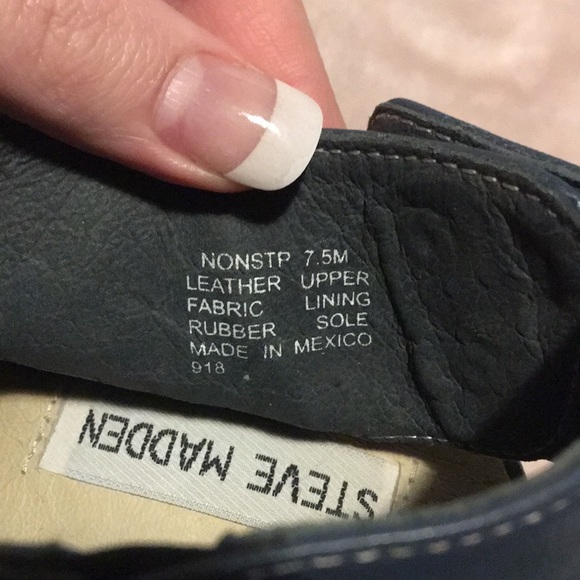 NONSTP 7.5M
LEATHER UPPER
FABRIC LINING
RUBBER SOLE
MADE IN MEXICO
918
STEVE MADDEN